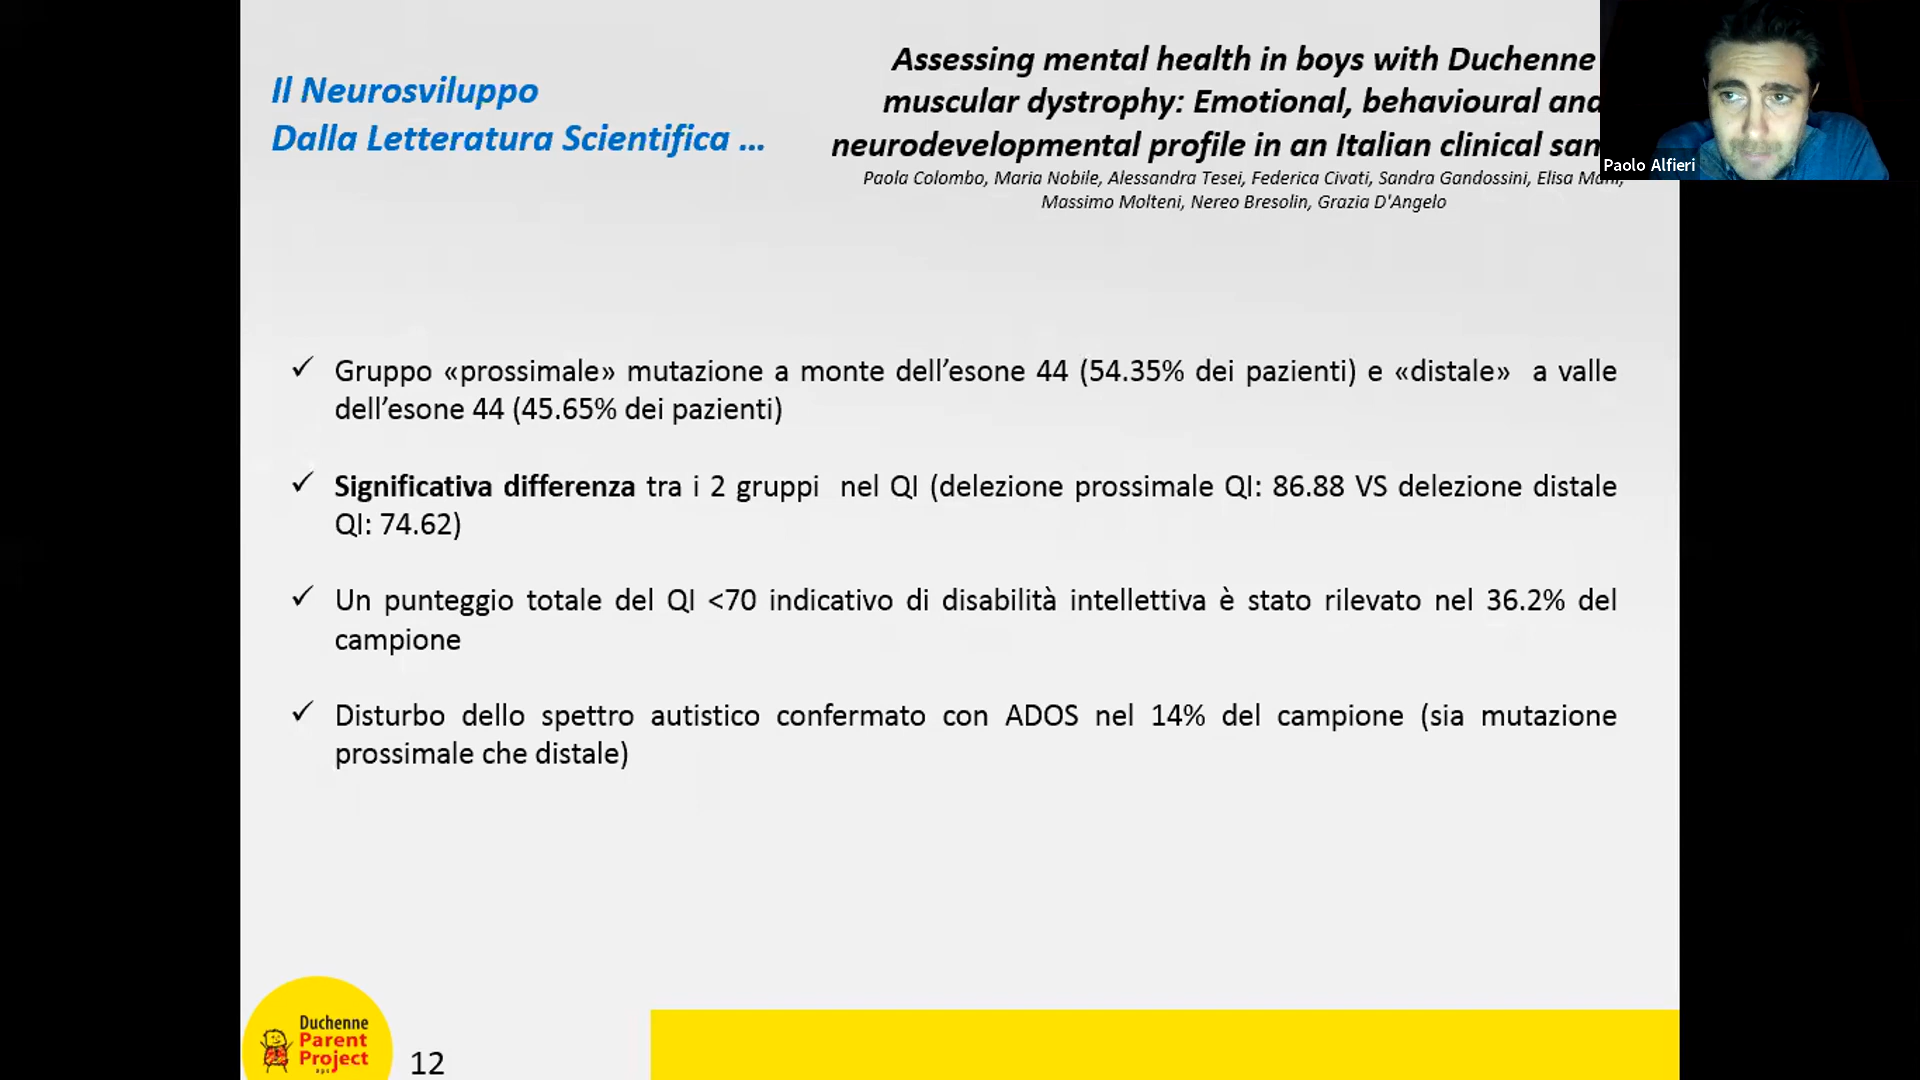 Il Neurosviluppo
Dalla Letteratura Scientifica ...
Assessing mental health in boys with Duchenne
muscular dystrophy: Emotional, behavioural and
neurodevelopmental profile in an Italian clinical
Paola Colombo, Maria Nobile, Alessandra Tesei, Federica Civati, Sandra Gandossini, Elisa Mani,
Massimo Molteni, Nereo Bresolin, Grazia D'Angelo
Paolo Alfieri
✓ Gruppo «prossimale» mutazione a monte dell’esone 44 (54.35% dei pazienti) e «distale» a valle
dell’esone 44 (45.65% dei pazienti)
✓ Significativa differenza tra i 2 gruppi nel QI (delezione prossimale QI: 86.88 VS delezione distale
QI: 74.62)
✓ Un punteggio totale del QI <70 indicativo di disabilità intellettiva è stato rilevato nel 36.2% del
campione
✓ Disturbo dello spettro autistico confermato con ADOS nel 14% del campione (sia mutazione
prossimale che distale)
Duchenne
Parent
Project
aps
12